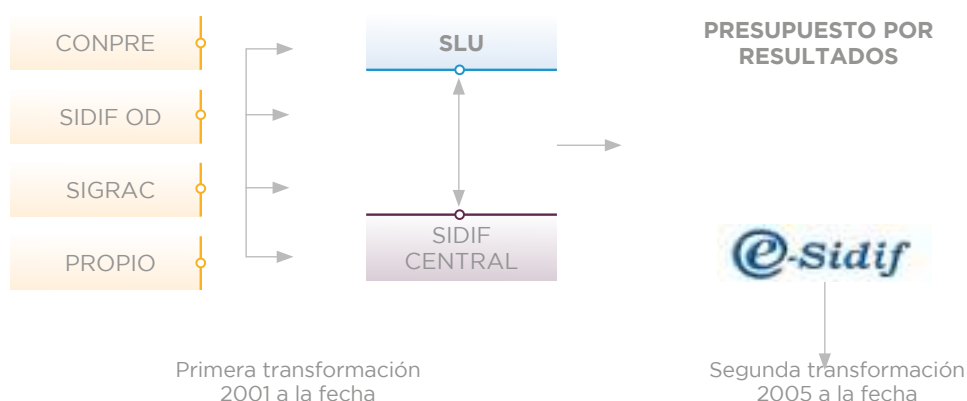 CONPRE
SIDIF OD
SIGRAC
PROPIO
SLU
SIDIF
CENTRAL
PRESUPUESTO POR
RESULTADOS
e-Sidif
Primera transformación
2001 a la fecha
Segunda transformación
2005 a la fecha